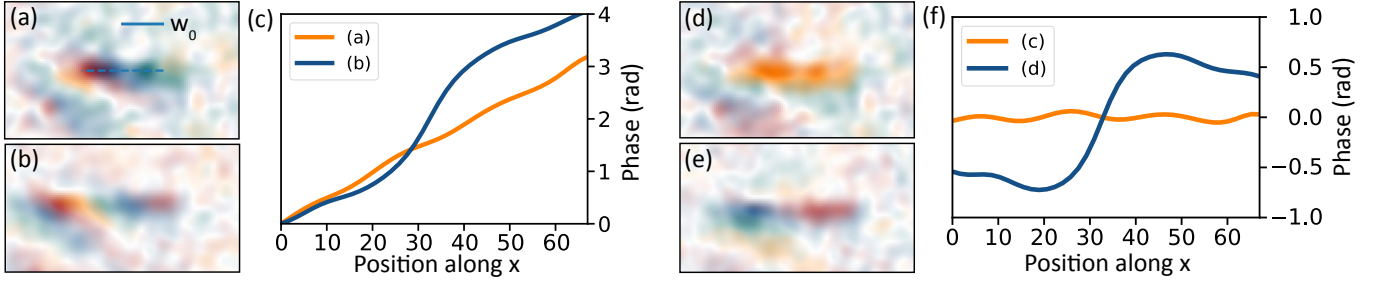 (a)
w0
(b)
(c)
(a)
(b)
4
3
2
1
0
Phase (rad)
0 10 20 30 40 50 60
Position along x
(d)
(e)
(f)
(c)
(d)
1.0
0.5
0.0
−0.5
−1.0
Phase (rad)
0 10 20 30 40 50 60
Position along x